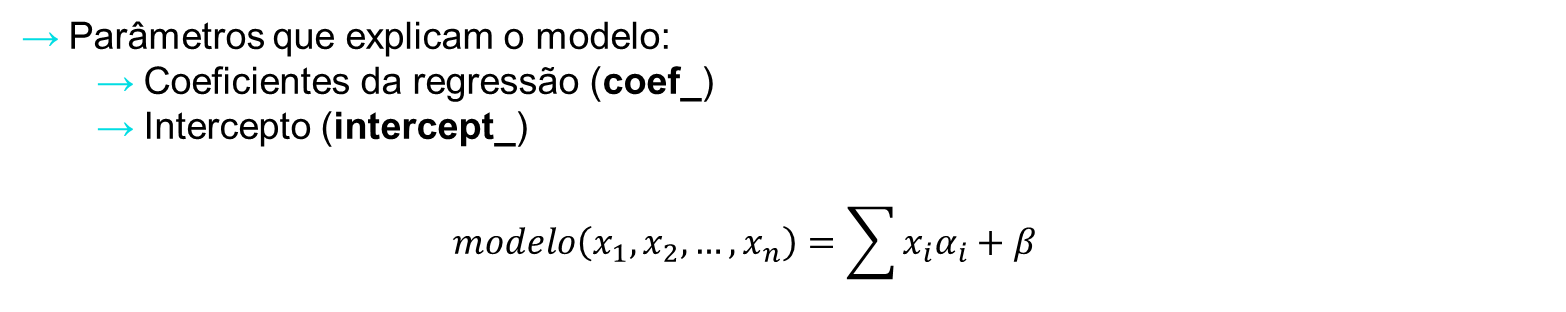 → Parâmetros que explicam o modelo:
→ Coeficientes da regressão (coef_)
→ Intercepto (intercept_)
𝑚𝑜𝑑𝑒𝑙𝑜(𝑥₁, 𝑥₂, … , 𝑥ₙ) = ∑ 𝑥ᵢ𝛼ᵢ + 𝛽